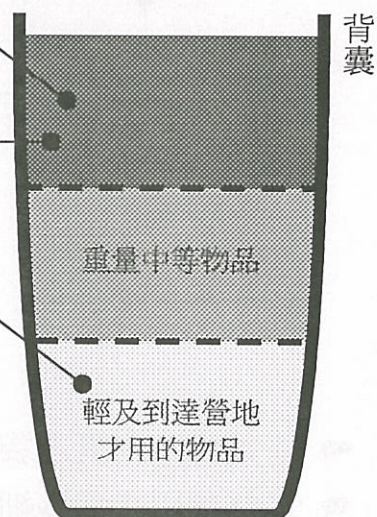 背囊
重量中等物品
輕及到達營地
才用的物品